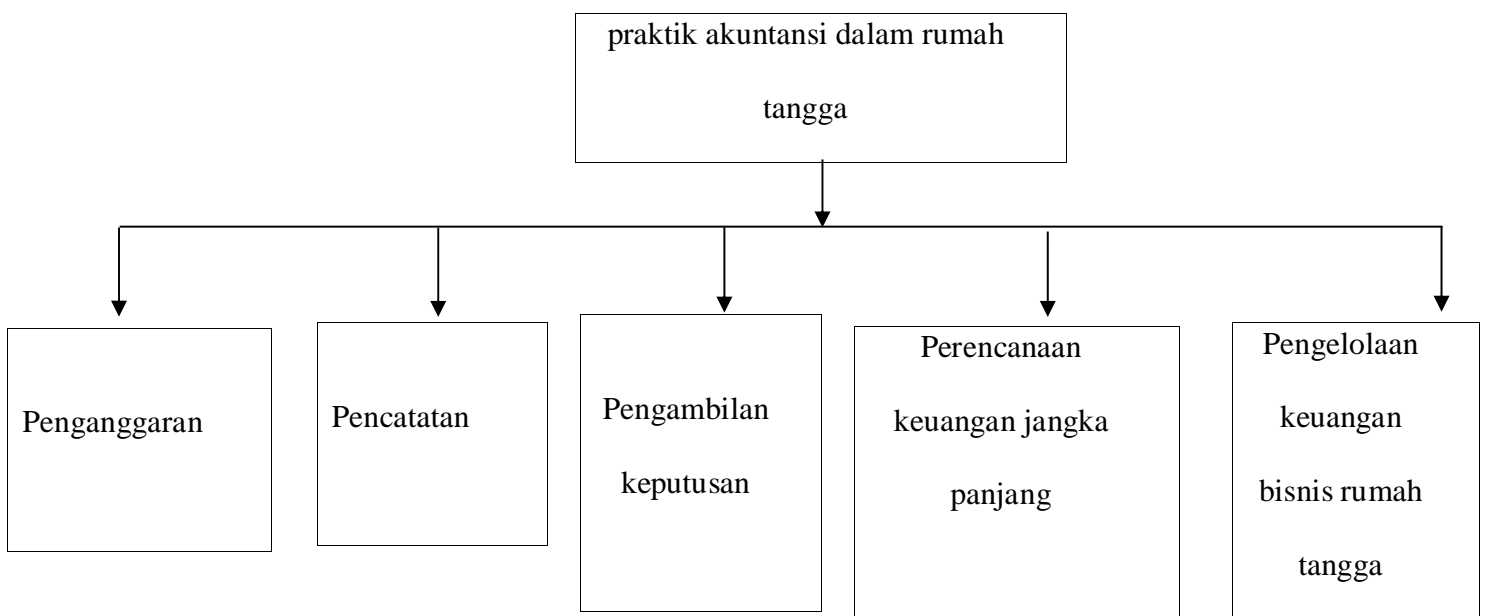 praktik akuntansi dalam rumah
tangga
Penganggaran
Pencatatan
Pengambilan
keputusan
Perencanaan
keuangan jangka
panjang
Pengelolaan
keuangan
bisnis rumah
tangga